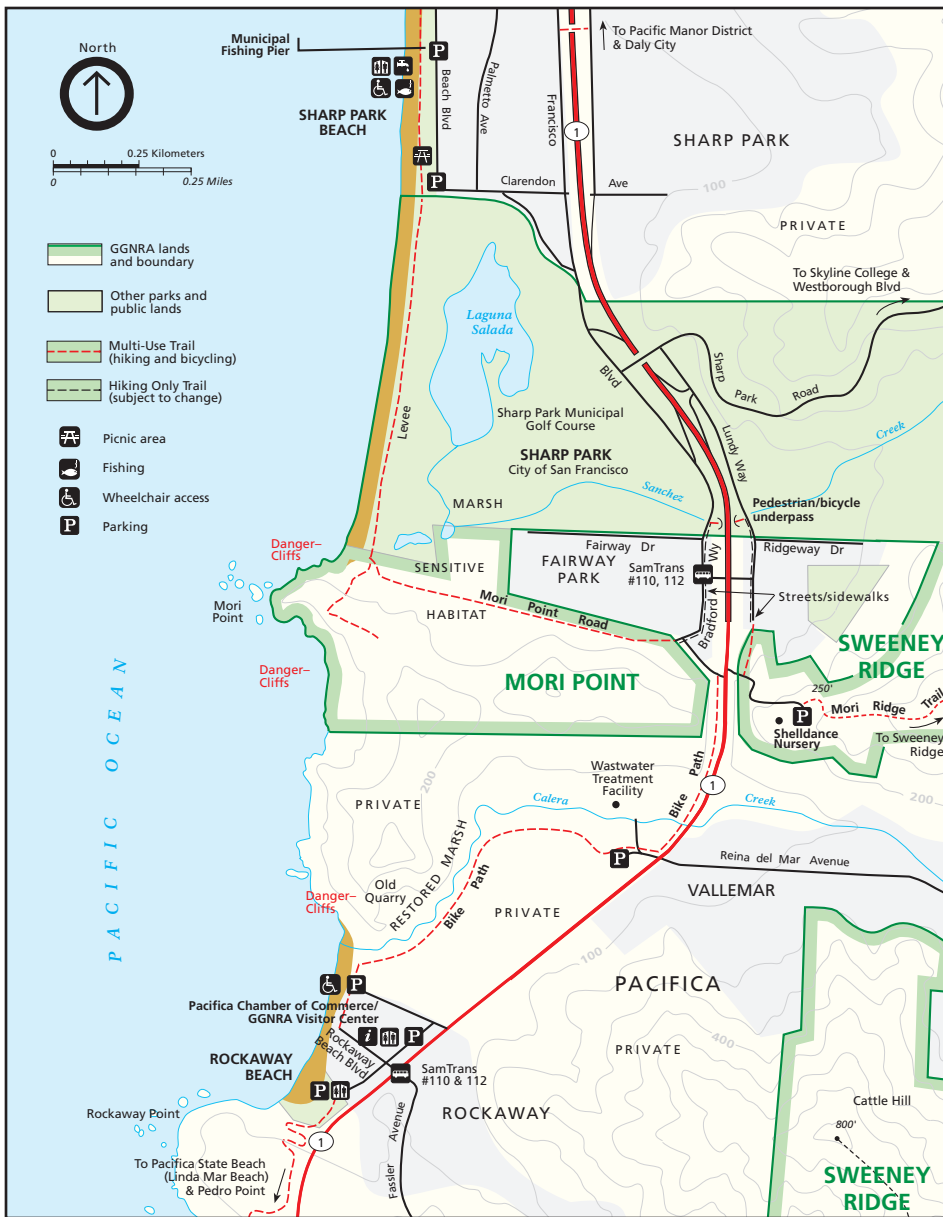 North
0
0.25 Kilometers
0
0.25 Miles
GGNRA lands
and boundary
Other parks and
public lands
Multi-Use Trail
(hiking and bicycling)
Hiking Only Trail
(subject to change)
Picnic area
Fishing
Wheelchair access
P
Parking
Municipal
Fishing Pier
P
SHARP PARK
BEACH
Beach Blvd
Palmetto Ave
Francisco
1
To Pacific Manor District
& Daly City
SHARP PARK
P
Clarendon
Ave
100
PRIVATE
To Skyline College &
Westborough Blvd
Laguna
Salada
Blvd
Sharp
Park
Road
Levee
Sharp Park Municipal
Golf Course
SHARP PARK
City of San Francisco
Lundy Way
Creek
Sanchez
MARSH
Pedestrian/bicycle
underpass
Danger–
Cliffs
SENSITIVE
Fairway Dr
FAIRWAY
PARK
Wy
Ridgeway Dr
SamTrans
#110, 112
Mori
Point
HABITAT
Mori Point Road
Bradford
Streets/sidewalks
SWEENEY
RIDGE
Danger–
Cliffs
MORI POINT
250'
Mori Ridge Trail
P
Shelldance
Nursery
To Sweeney
Ridge
PACIFIC OCEAN
Wastwater
Treatment
Facility
Path
1
200
200
PRIVATE
Calera
Bike
Creek
RESTORED MARSH
P
Reina del Mar Avenue
Old
Quarry
Bike Path
VALLEMAR
Danger–
Cliffs
PRIVATE
100
P
PACIFICA
Pacifica Chamber of Commerce/
GGNRA Visitor Center
i
P
Rockaway
Beach Blvd
400
PRIVATE
ROCKAWAY
BEACH
SamTrans
#110 & 112
P
Rockaway Point
ROCKAWAY
Cattle Hill
800'
1
Fassler Avenue
To Pacifica State Beach
(Linda Mar Beach)
& Pedro Point
SWEENEY
RIDGE